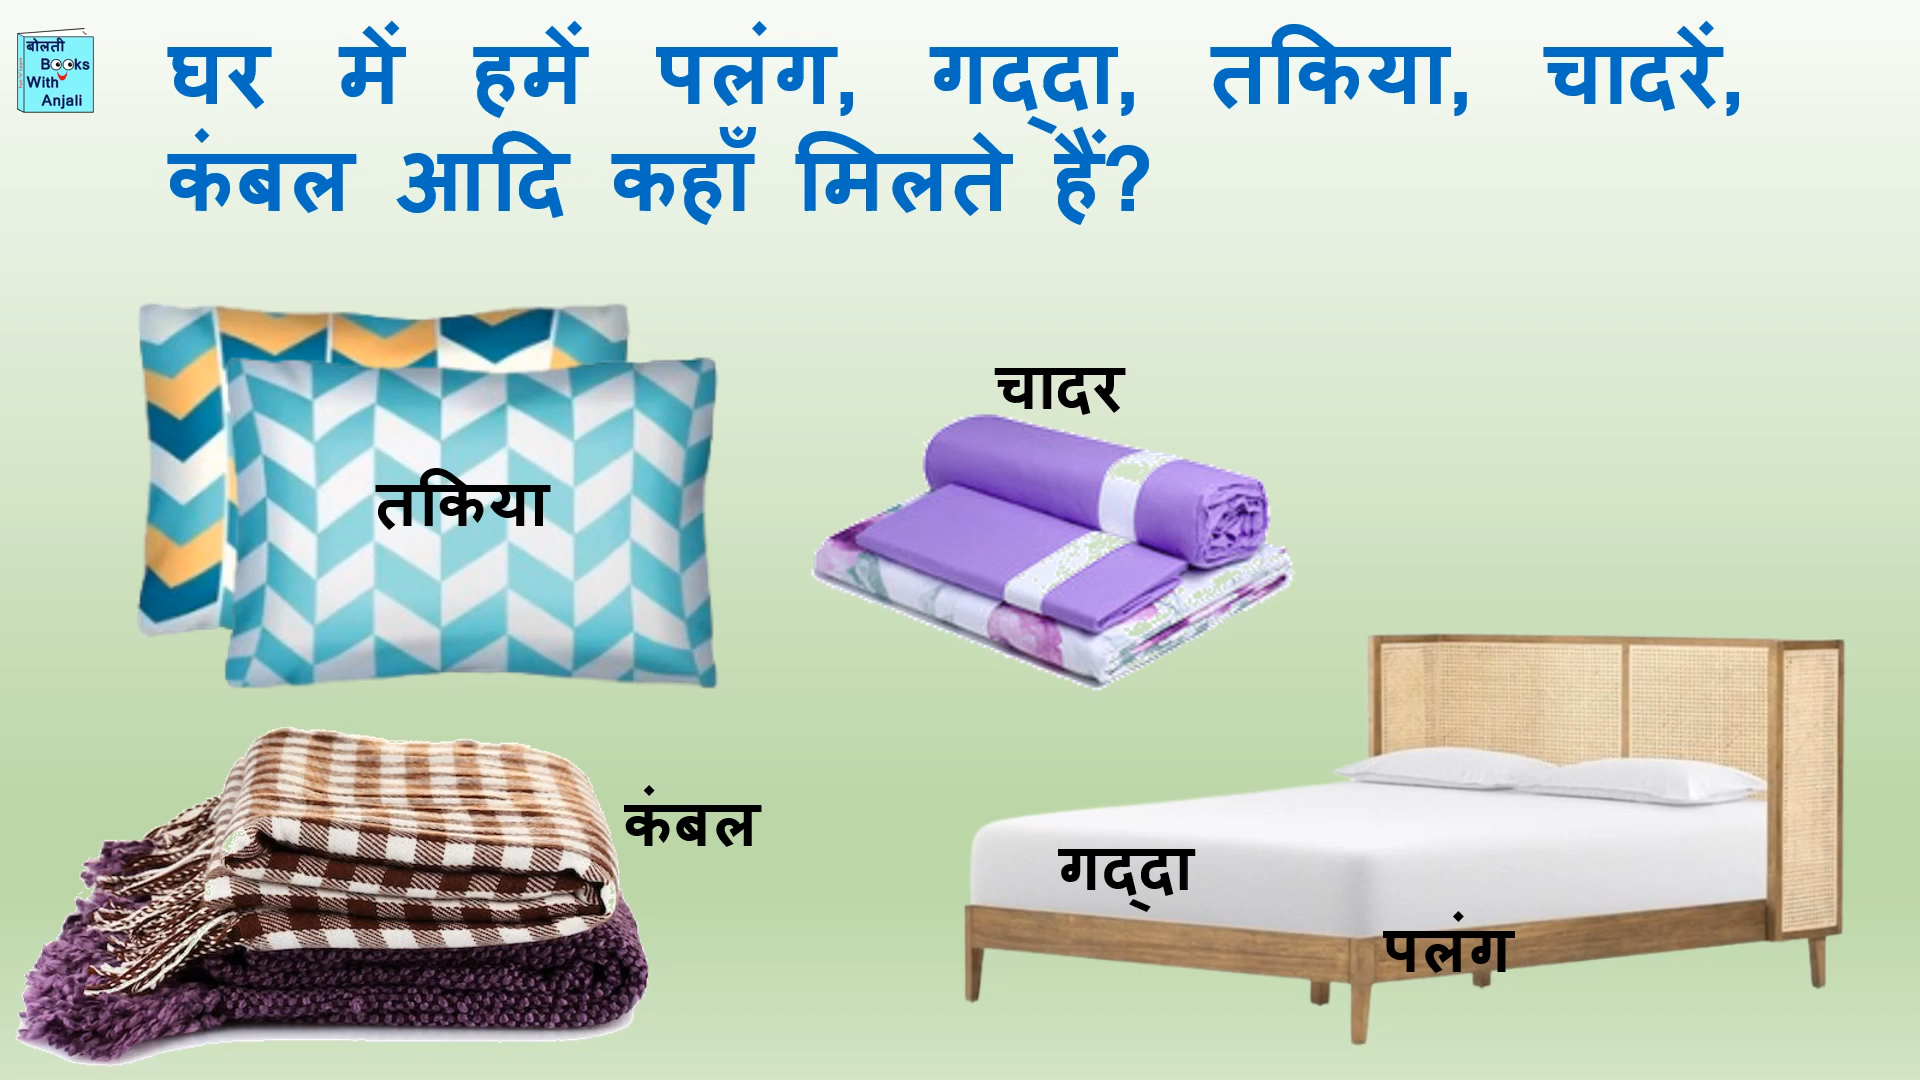 बोलती
Books
With
Anjali
घर में हमें पलंग, गद्दा, तकिया, चादरें,
कंबल आदि कहाँ मिलते हैं?
चादर
तकिया
कंबल
गद्दा
पलंग